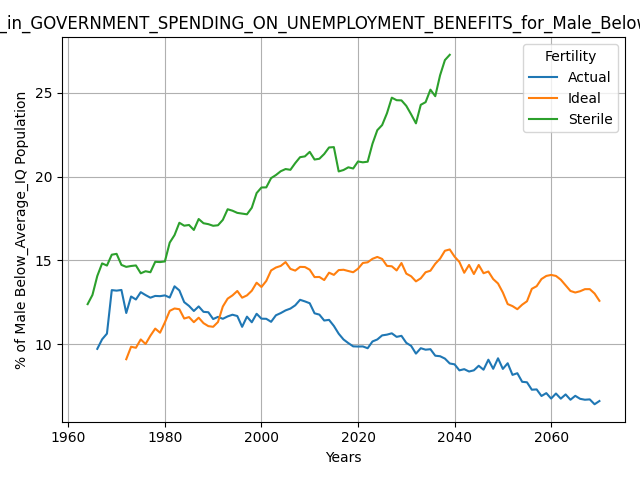 _in_GOVERNMENT_SPENDING_ON_UNEMPLOYMENT_BENEFITS_for_Male_Below
Fertility
Actual
Ideal
Sterile
% of Male Below_Average_IQ Population
25
20
15
10
1960
1980
2000
2020
2040
2060
Years